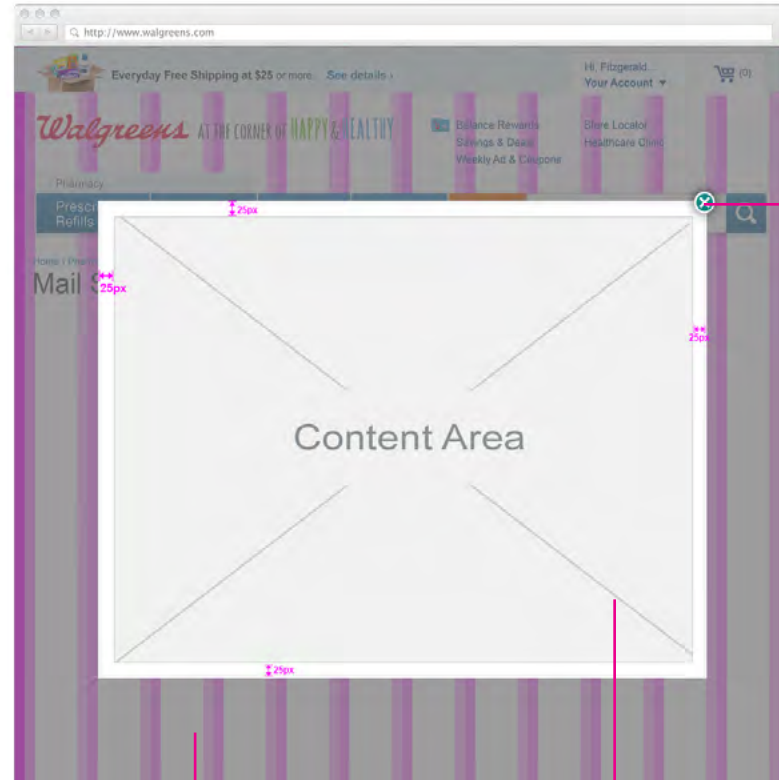 http://www.walgreens.com
Everyday Free Shipping at $25 or more. See details ›
Hi, Fitzgerald...
Your Account ▼
(0)
Walgreens AT THE CORNER OF HAPPY & HEALTHY
Balance Rewards
Savings & Deals
Weekly Ad & Coupons
Store Locator
Healthcare Clinic
Pharmacy
Refills
25px
Home /
Mail
25px
25px
Content Area
25px